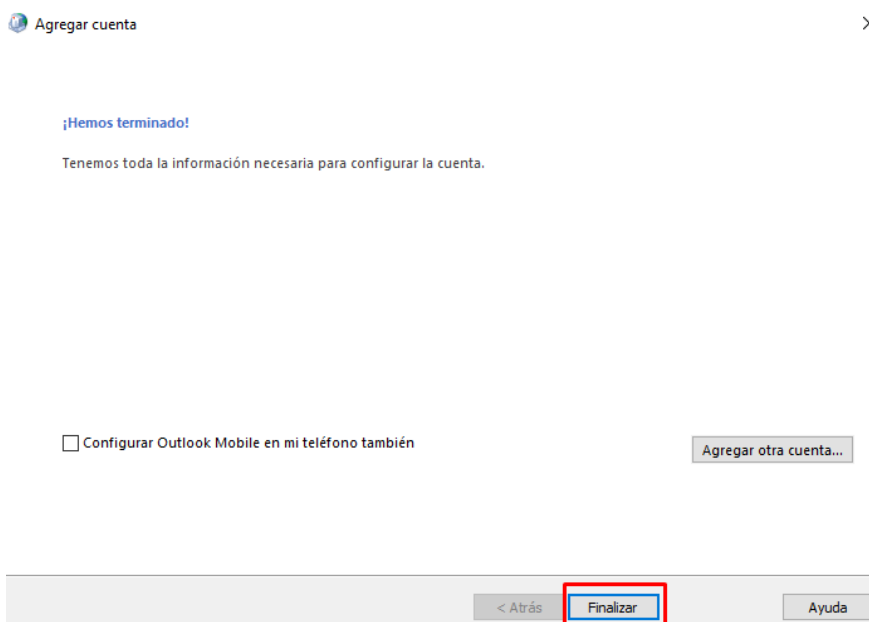 Agregar cuenta
¡Hemos terminado!
Tenemos toda la información necesaria para configurar la cuenta.
Configurar Outlook Mobile en mi teléfono también
Agregar otra cuenta...
< Atrás
Finalizar
Ayuda